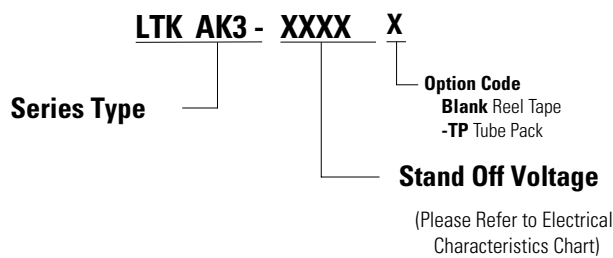 LTK AK3 - XXXX X
Option Code
Blank Reel Tape
-TP Tube Pack
Series Type
Stand Off Voltage
(Please Refer to Electrical
Characteristics Chart)